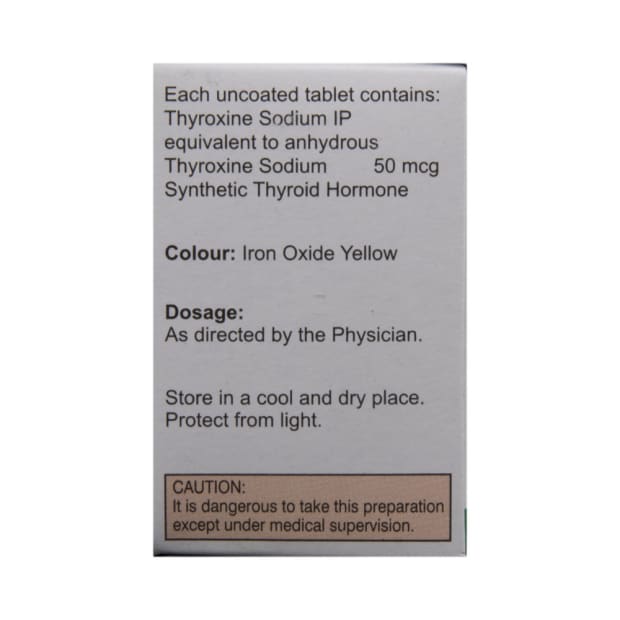 Each uncoated tablet contains:
Thyroxine Sodium IP
equivalent to anhydrous
Thyroxine Sodium 50 mcg
Synthetic Thyroid Hormone
Colour: Iron Oxide Yellow
Dosage:
As directed by the Physician.
Store in a cool and dry place.
Protect from light.
CAUTION:
It is dangerous to take this preparation
except under medical supervision.